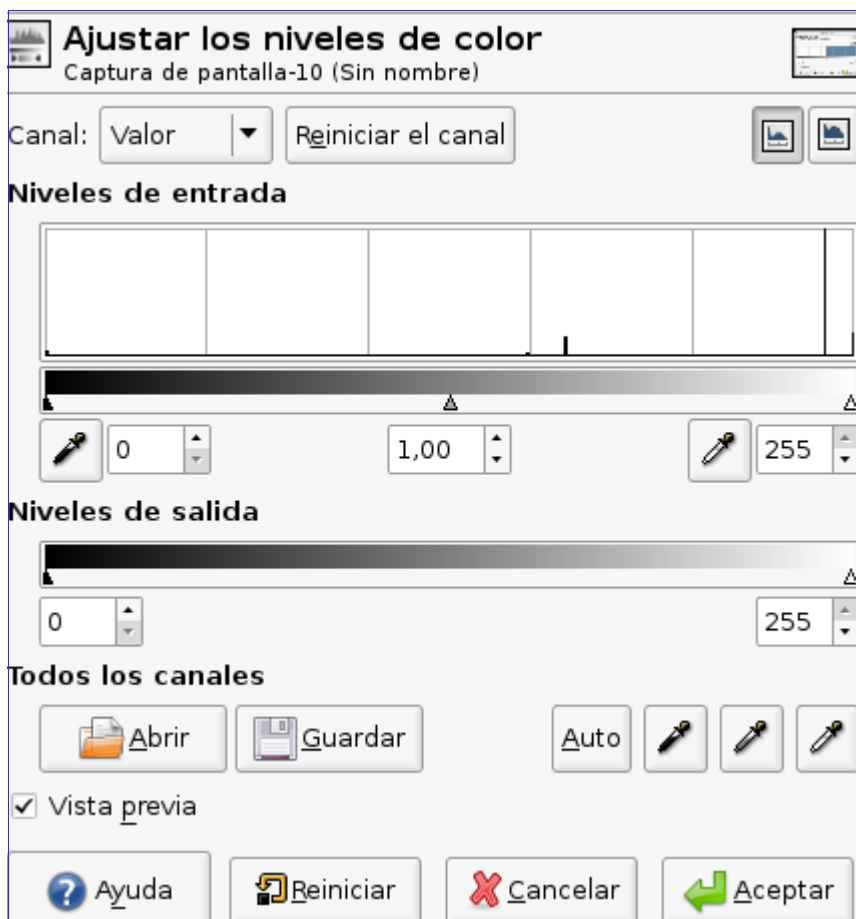 Ajustar los niveles de color
Captura de pantalla-10 (Sin nombre)
Canal: Valor Reiniciar el canal
Niveles de entrada
0 1,00 255
Niveles de salida
0 255
Todos los canales
Abrir Guardar Auto
Vista previa
Ayuda Reiniciar Cancelar Aceptar